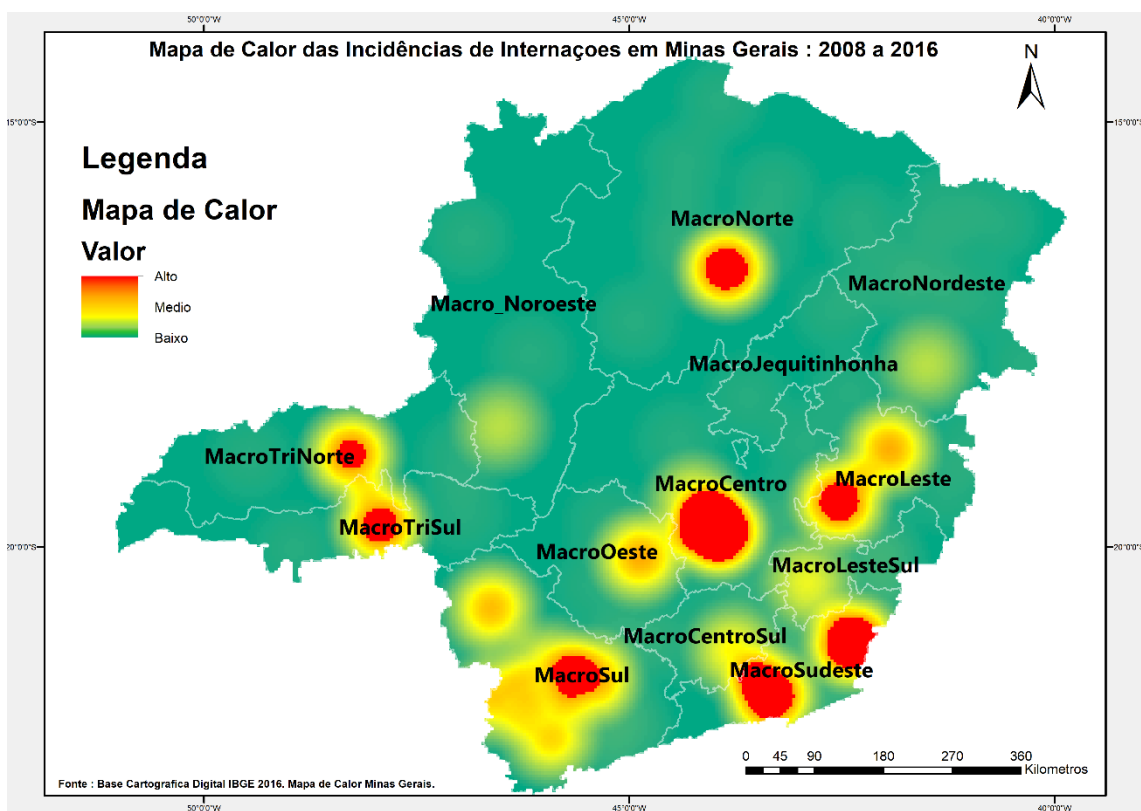 50°0'0"W 45°0'0"W 40°0'0"W
Mapa de Calor das Incidências de Internaçoes em Minas Gerais : 2008 a 2016
N
15°0'0"S 15°0'0"S
Legenda
Mapa de Calor
Valor
Alto
Medio
Baixo
MacroNorte
MacroNordeste
Macro_Noroeste
MacroJequitinhonha
MacroTriNorte
MacroCentro
MacroLeste
MacroTriSul
MacroOeste
20°0'0"S 20°0'0"S
MacroLesteSul
MacroCentroSul
MacroSul
MacroSudeste
0 45 90 180 270 360
Kilometros
Fonte : Base Cartografica Digital IBGE 2016. Mapa de Calor Minas Gerais.
50°0'0"W 45°0'0"W 40°0'0"W